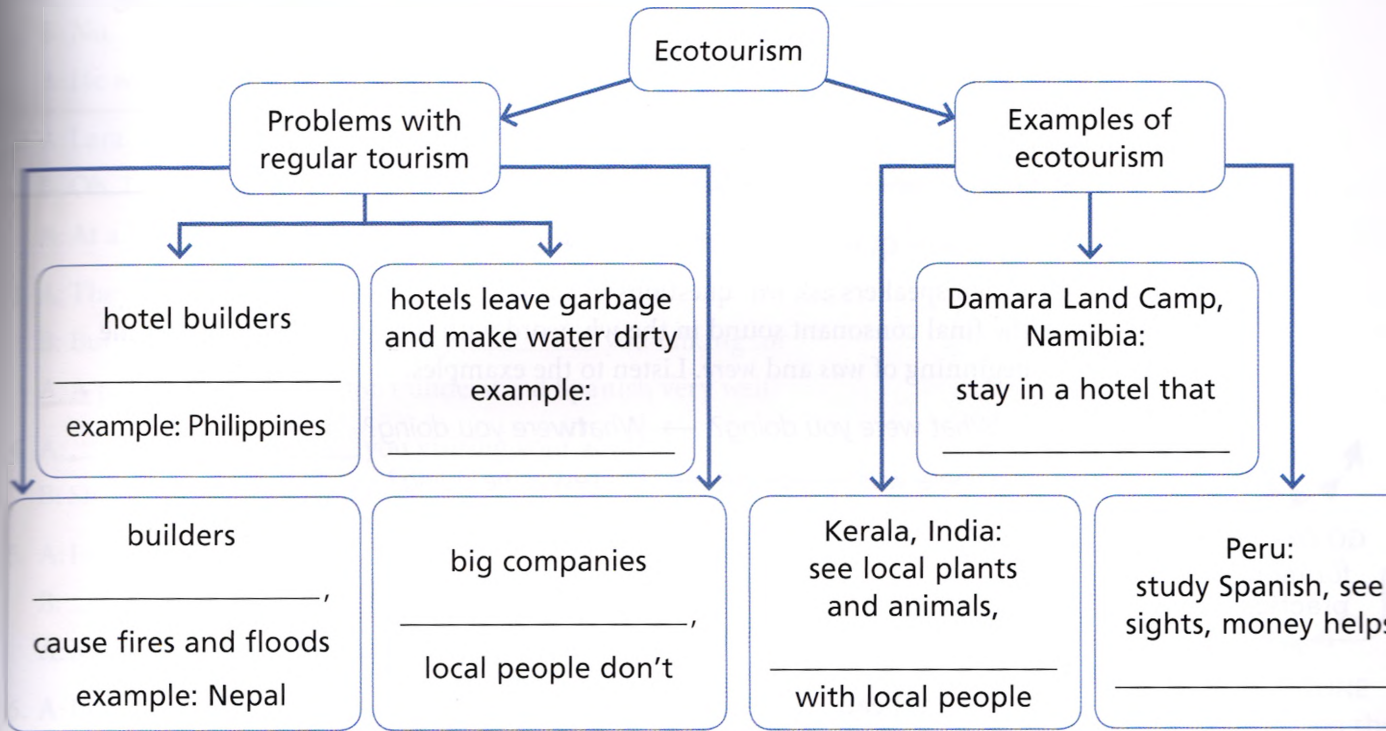 Ecotourism
Problems with
regular tourism
Examples of
ecotourism
hotel builders
example: Philippines
hotels leave garbage
and make water dirty
example:
Damara Land Camp,
Namibia:
stay in a hotel that
builders
,
cause fires and floods
example: Nepal
big companies
,
local people don't
Kerala, India:
see local plants
and animals,
with local people
Peru:
study Spanish, see
sights, money helps